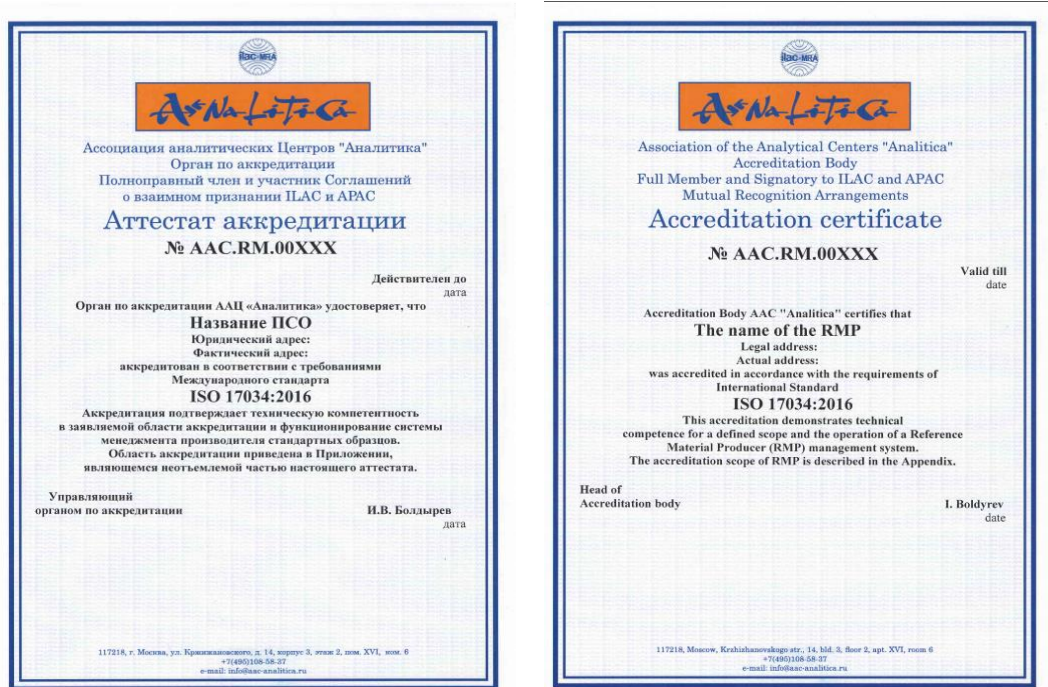 ilac-MRA
AsNaLiTiCa
Ассоциация аналитических Центров "Аналитика"
Орган по аккредитации
Полноправный член и участник Соглашений
о взаимном признании ILAC и APAC
Аттестат аккредитации
№ AAC.RM.00XXX
Действителен до
дата
Орган по аккредитации ААЦ «Аналитика» удостоверяет, что
Название ПСО
Юридический адрес:
Фактический адрес:
аккредитован в соответствии с требованиями
Международного стандарта
ISO 17034:2016
Аккредитация подтверждает техническую компетентность
в заявляемой области аккредитации и функционирование системы
менеджмента производителя стандартных образцов.
Область аккредитации приведена в Приложении,
являющемся неотъемлемой частью настоящего аттестата.
Управляющий
органом по аккредитации
И.В. Болдырев
дата
117218, г. Москва, ул. Кржижановского, д. 14, корпус 3, этаж 2, пом. XVI, ком. 6
+7(495)108-58-37
e-mail: info@aac-analitica.ru
ilac-MRA
AsNaLiTiCa
Association of the Analytical Centers "Analitica"
Accreditation Body
Full Member and Signatory to ILAC and APAC
Mutual Recognition Arrangements
Accreditation certificate
№ AAC.RM.00XXX
Valid till
date
Accreditation Body AAC "Analitica" certifies that
The name of the RMP
Legal address:
Actual address:
was accredited in accordance with the requirements of
International Standard
ISO 17034:2016
This accreditation demonstrates technical
competence for a defined scope and the operation of a Reference
Material Producer (RMP) management system.
The accreditation scope of RMP is described in the Appendix.
Head of
Accreditation body
I. Boldyrev
date
117218, Moscow, Krzhizhanovskogo str., 14, bld. 3, floor 2, apt. XVI, room 6
+7(495)108-58-37
e-mail: info@aac-analitica.ru